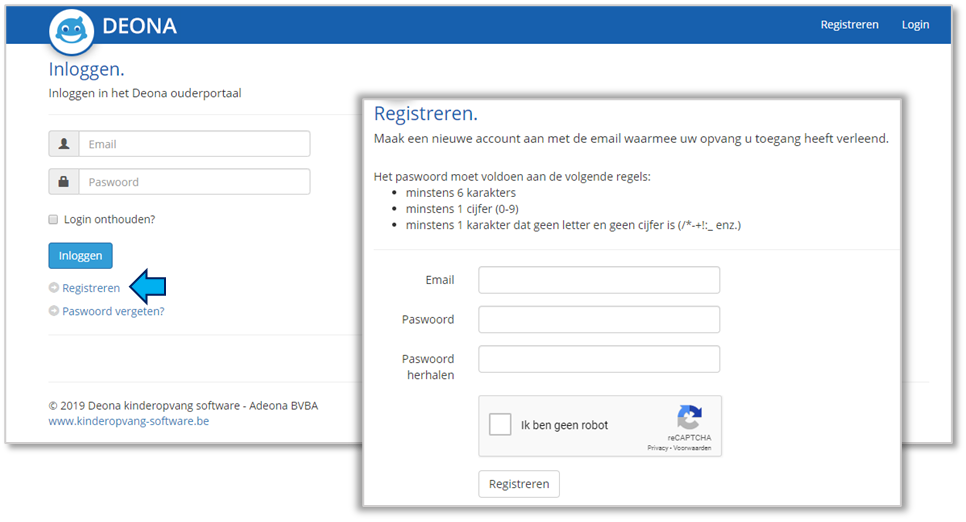 DEONA
Registreren
Login
Inloggen.
Inloggen in het Deona ouderportaal
Email
Paswoord
Login onthouden?
Inloggen
Registreren
Paswoord vergeten?
© 2019 Deona kinderopvang software - Adeona BVBA
www.kinderopvang-software.be
Registreren.
Maak een nieuwe account aan met de email waarmee uw opvang u toegang heeft verleend.
Het paswoord moet voldoen aan de volgende regels:
• minstens 6 karakters
• minstens 1 cijfer (0-9)
• minstens 1 karakter dat geen letter en geen cijfer is (/*-+!:_ enz.)
Email
Paswoord
Paswoord
herhalen
Ik ben geen robot
reCAPTCHA
Privacy - Voorwaarden
Registreren